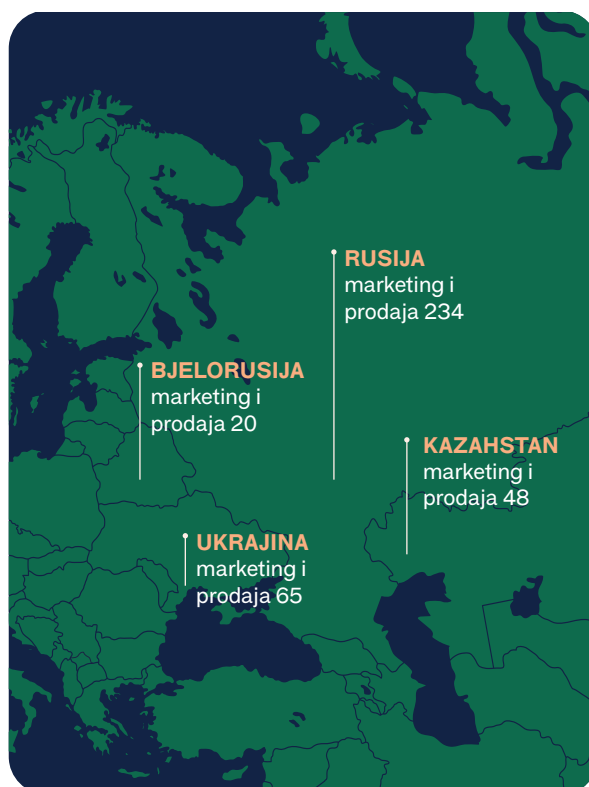 RUSIJA
marketing i
prodaja 234
BJELORUSIJA
marketing i
prodaja 20
KAZAHSTAN
marketing i
prodaja 48
UKRAJINA
marketing i
prodaja 65